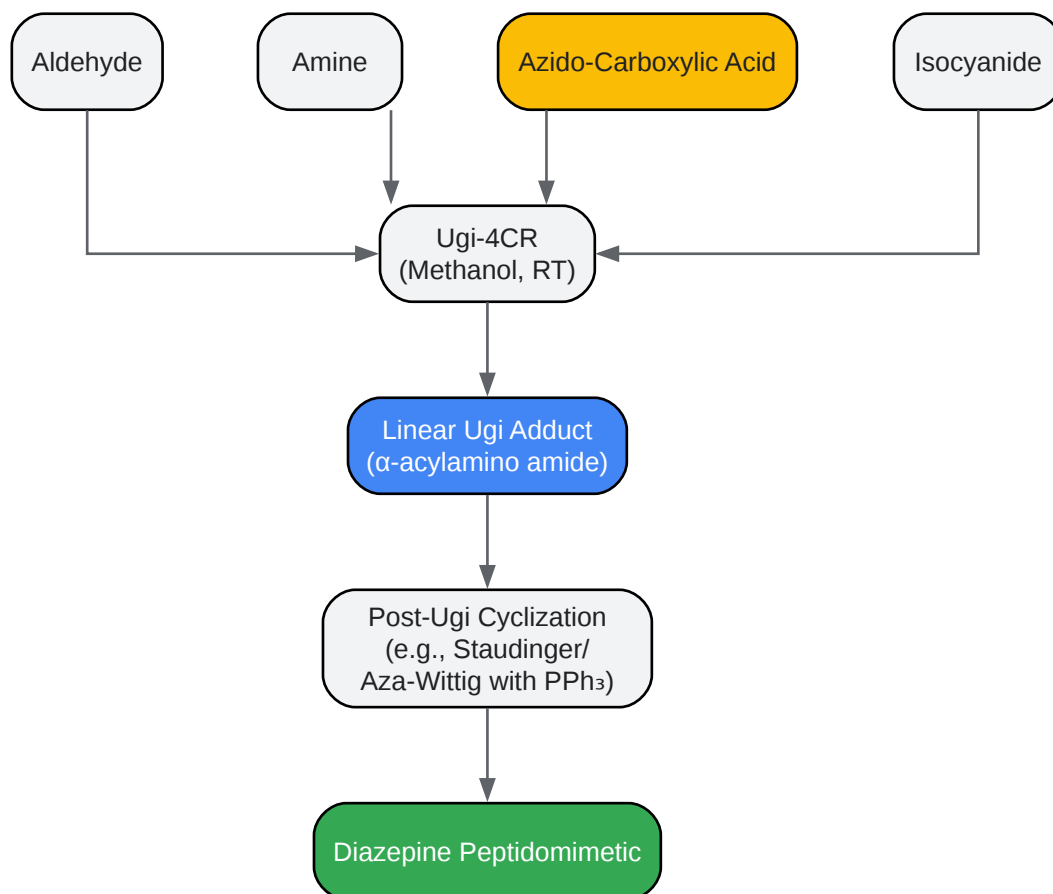 Aldehyde
Amine
Azido-Carboxylic Acid
Isocyanide
Ugi-4CR
(Methanol, RT)
Linear Ugi Adduct
(α-acylamino amide)
Post-Ugi Cyclization
(e.g., Staudinger/
Aza-Wittig with PPh₃)
Diazepine Peptidomimetic